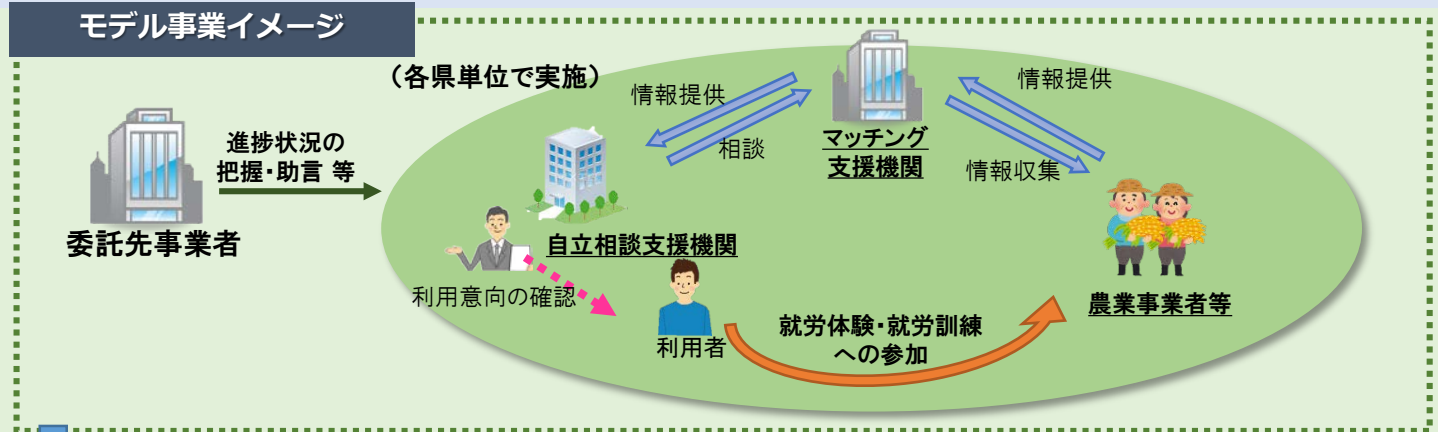 モデル事業イメージ
（各県単位で実施）
情報提供
相談
マッチング
支援機関
情報提供
情報収集
進捗状況の
把握・助言 等
委託先事業者
自立相談支援機関
利用意向の確認
利用者
就労体験・就労訓練
への参加
農業事業者等